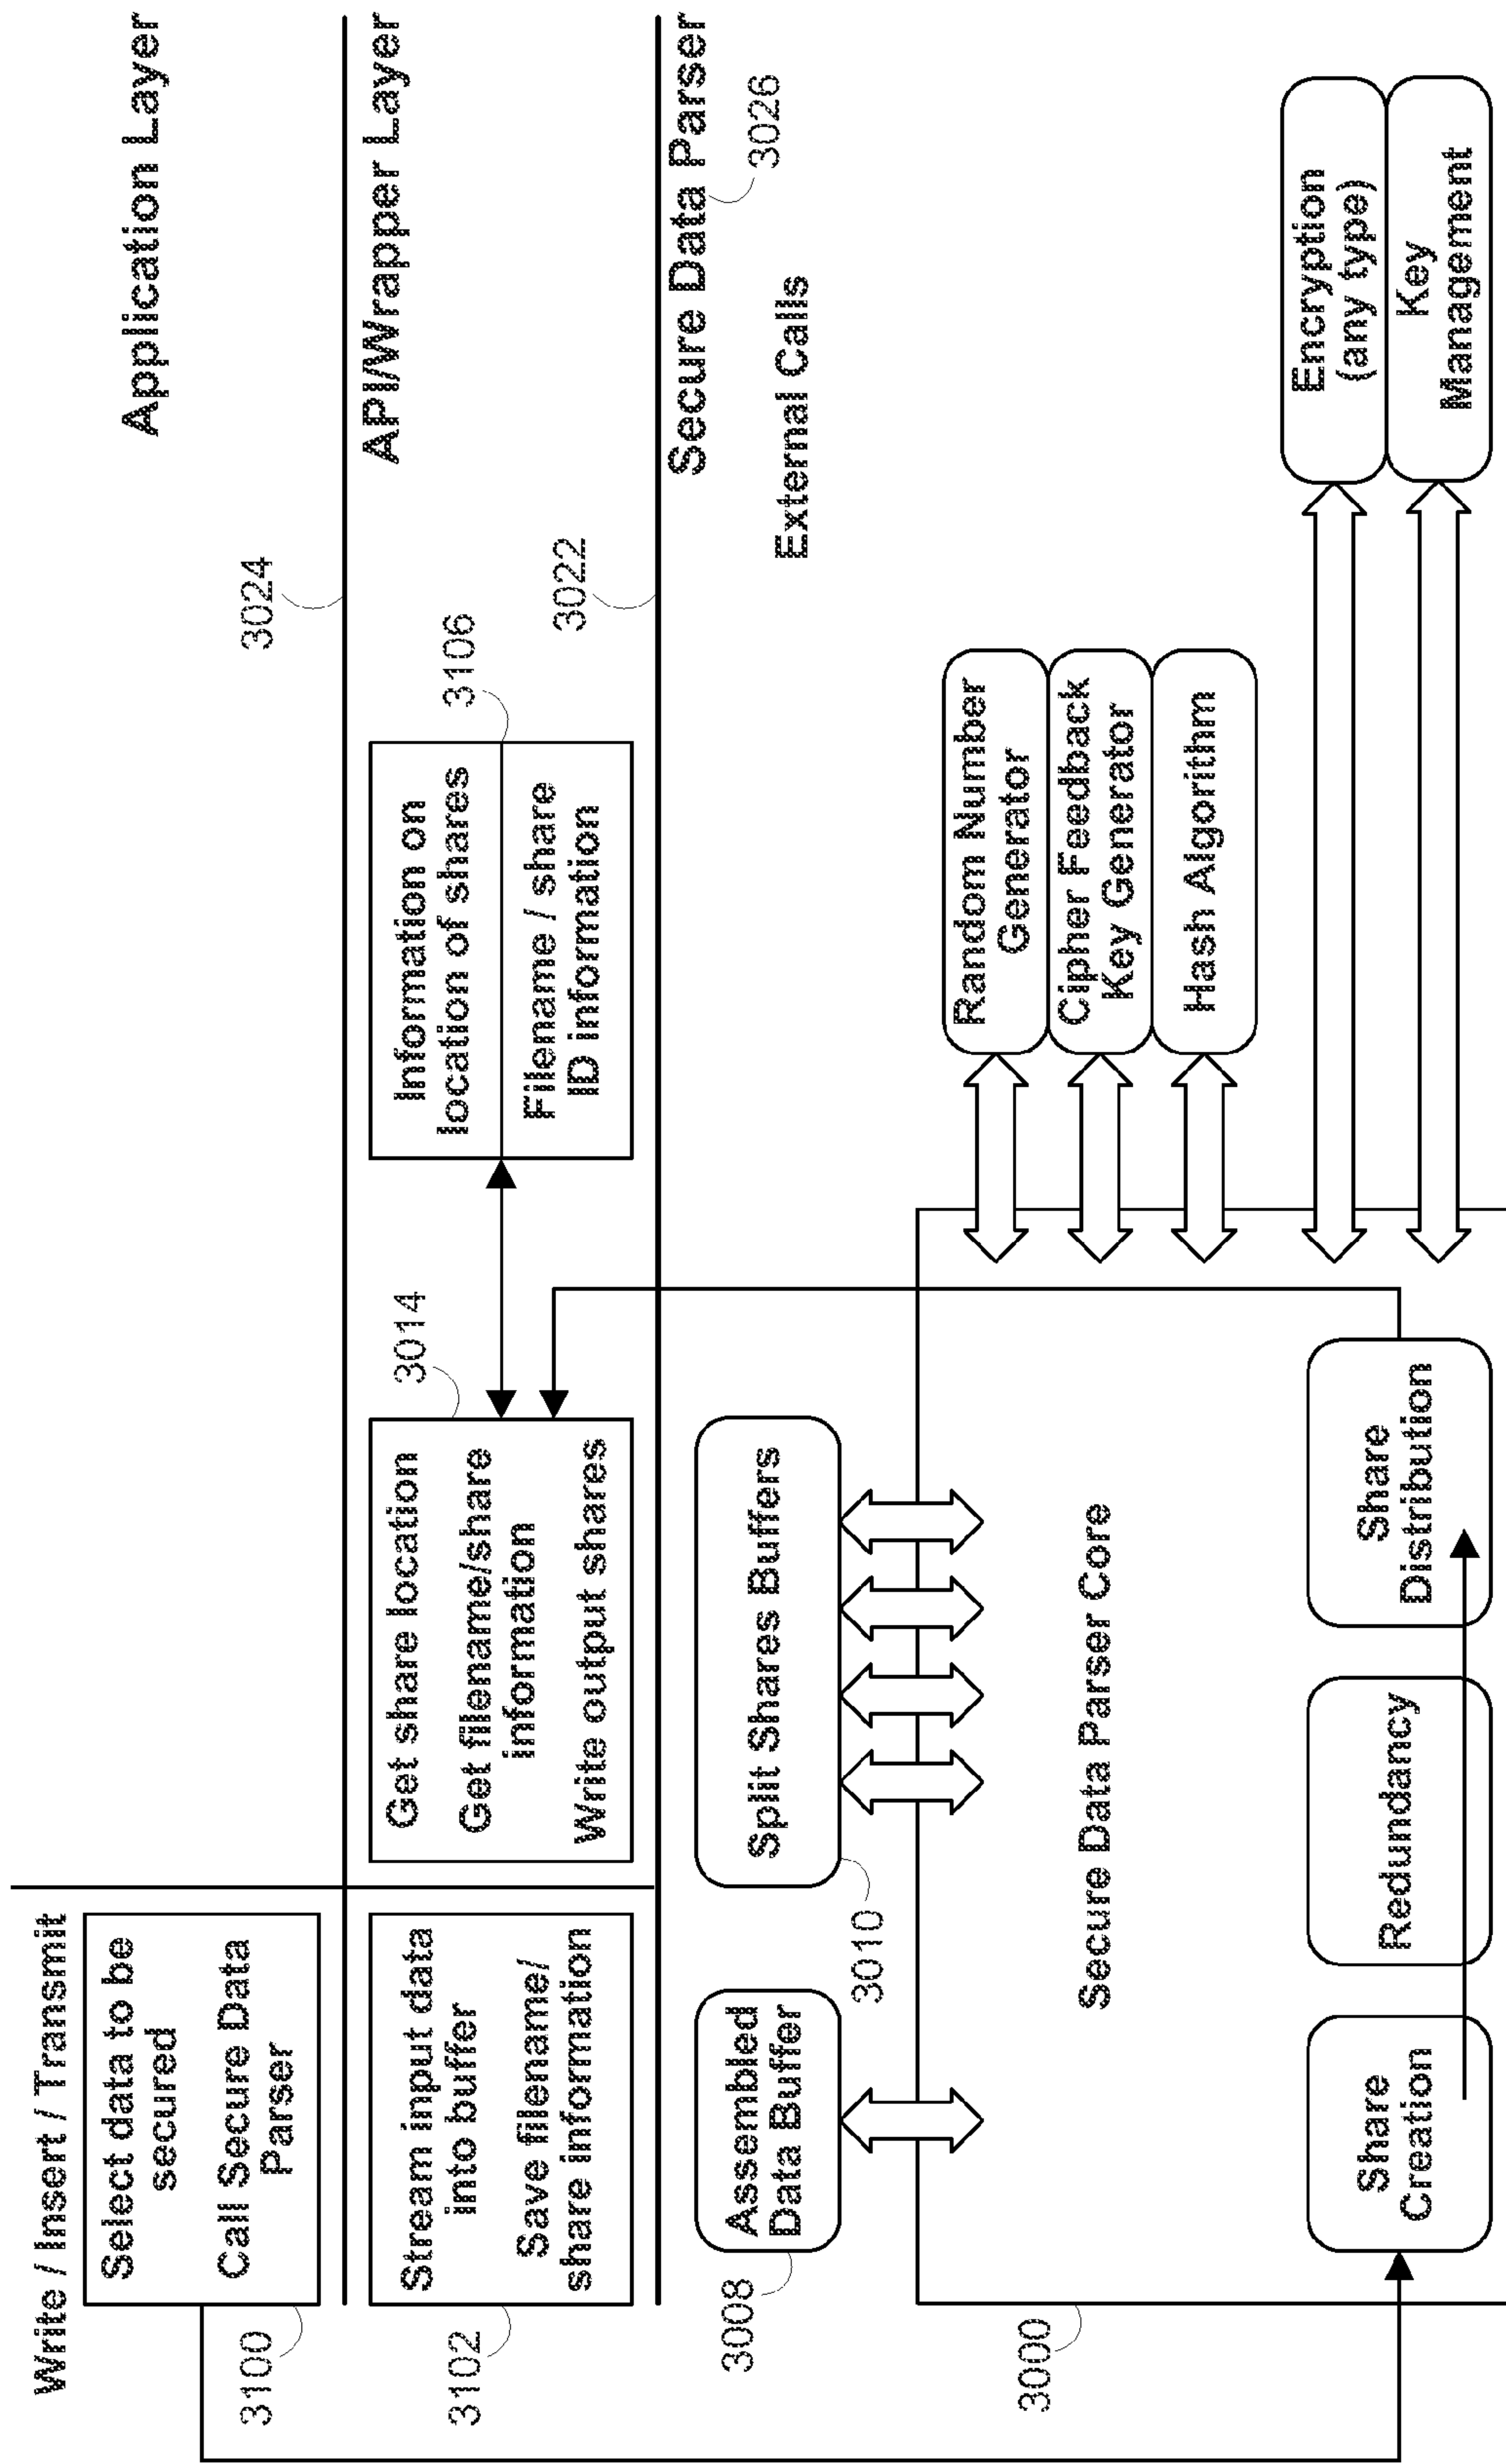 Write / Insert / Transmit
Application Layer
Select data to be
secured
Call Secure Data
Parser
3100
3024
API/Wrapper Layer
Stream input data
into buffer
Save filename/
share information
3102
Get share location
Get filename/share
information
Write output shares
3014
Information on
location of shares
Filename / share
ID information
3106
3022
Secure Data Parser
3026
External Calls
Assembled
Data Buffer
3008
Split Shares Buffers
3010
3000
Secure Data Parser Core
Random Number
Generator
Cipher Feedback
Key Generator
Hash Algorithm
Encryption
(any type)
Key
Management
Share
Creation
Redundancy
Share
Distribution